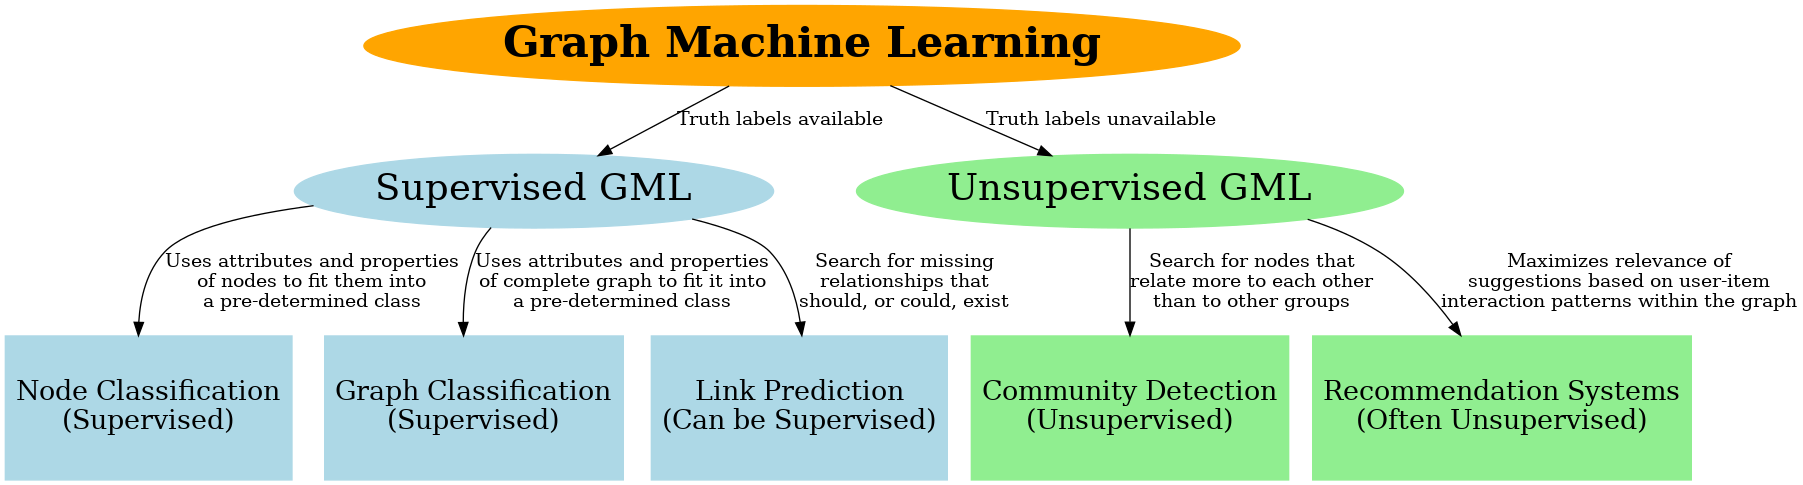 Graph Machine Learning
Truth labels available
Truth labels unavailable
Supervised GML
Unsupervised GML
Uses attributes and properties
of nodes to fit them into
a pre-determined class
Uses attributes and properties
of complete graph to fit it into
a pre-determined class
Search for missing
relationships that
should, or could, exist
Search for nodes that
relate more to each other
than to other groups
Maximizes relevance of
suggestions based on user-item
interaction patterns within the graph
Node Classification
(Supervised)
Graph Classification
(Supervised)
Link Prediction
(Can be Supervised)
Community Detection
(Unsupervised)
Recommendation Systems
(Often Unsupervised)